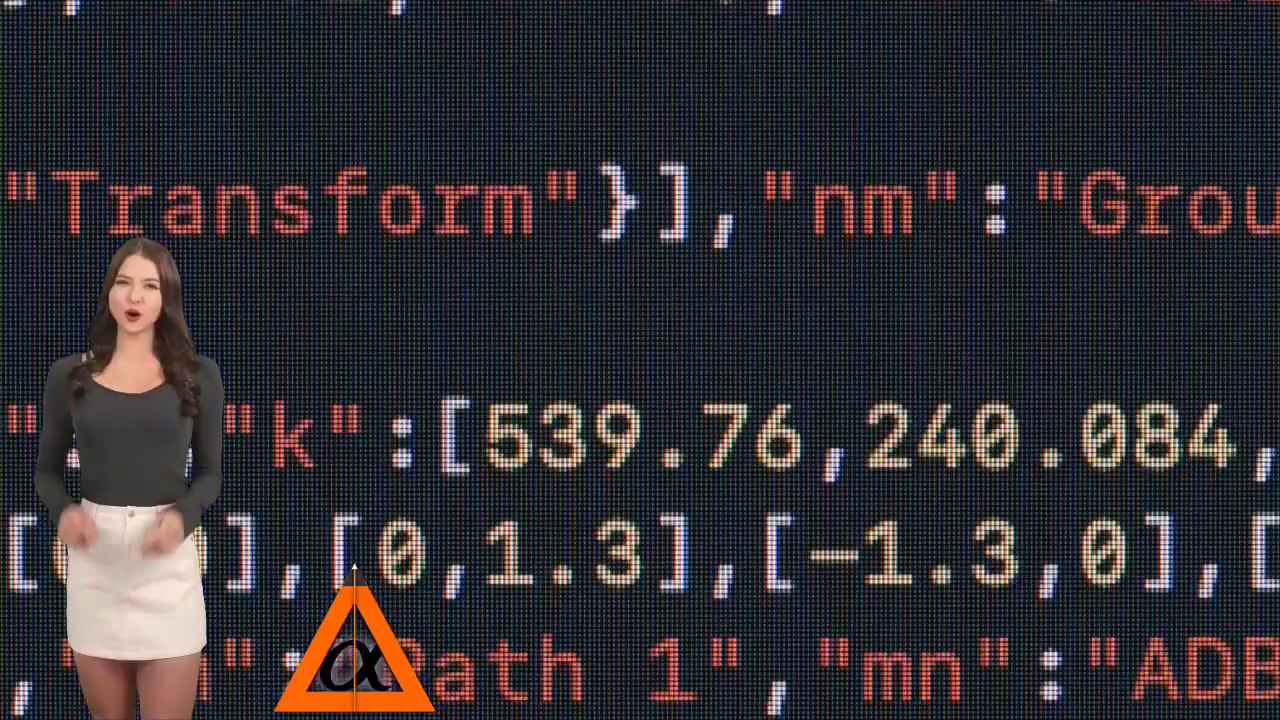 "Transform"}], "nm":"Grou
"k":[539.76,240.084,
],[0,1.3],[-1.3,0],[
":"Path 1","mn":"ADB
α